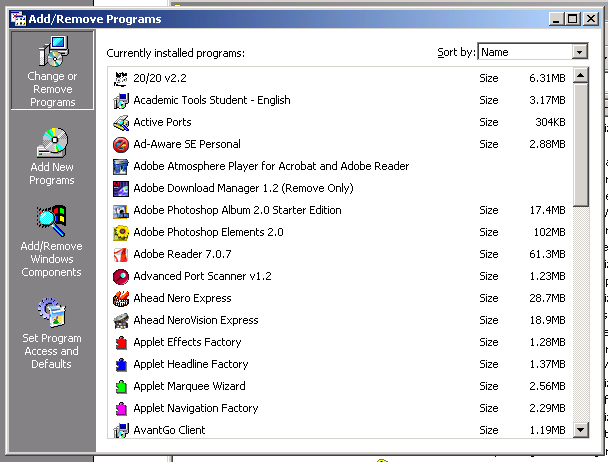 Add/Remove Programs
Change or
Remove
Programs
Add New
Programs
Add/Remove
Windows
Components
Set Program
Access and
Defaults
Currently installed programs:
Sort by: Name
20/20 v2.2 Size 6.31MB
Academic Tools Student - English Size 3.17MB
Active Ports Size 304KB
Ad-Aware SE Personal Size 2.88MB
Adobe Atmosphere Player for Acrobat and Adobe Reader
Adobe Download Manager 1.2 (Remove Only)
Adobe Photoshop Album 2.0 Starter Edition Size 17.4MB
Adobe Photoshop Elements 2.0 Size 102MB
Adobe Reader 7.0.7 Size 61.3MB
Advanced Port Scanner v1.2 Size 1.23MB
Ahead Nero Express Size 28.7MB
Ahead NeroVision Express Size 18.9MB
Applet Effects Factory Size 1.28MB
Applet Headline Factory Size 1.37MB
Applet Marquee Wizard Size 2.56MB
Applet Navigation Factory Size 2.29MB
AvantGo Client Size 1.19MB